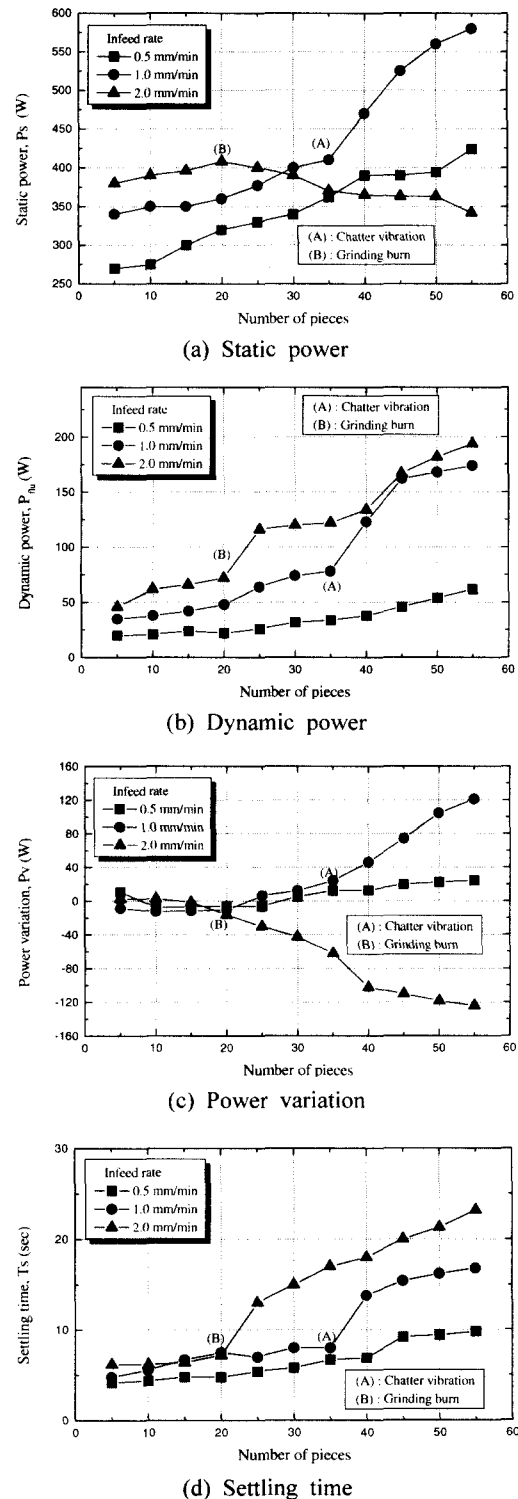 600
550
500
450
400
350
300
250
Static power, Ps (W)
Infeed rate
0.5 mm/min
1.0 mm/min
2.0 mm/min
(B)
(A)
(A) : Chatter vibration
(B) : Grinding burn
0 10 20 30 40 50 60
Number of pieces
(a) Static power
200
150
100
50
0
Dynamic power, Pflu (W)
Infeed rate
0.5 mm/min
1.0 mm/min
2.0 mm/min
(A) : Chatter vibration
(B) : Grinding burn
(B)
(A)
0 10 20 30 40 50 60
Number of pieces
(b) Dynamic power
160
120
80
40
0
-40
-80
-120
-160
Power variation, Pv (W)
Infeed rate
0.5 mm/min
1.0 mm/min
2.0 mm/min
(A)
(B)
(A) : Chatter vibration
(B) : Grinding burn
0 10 20 30 40 50 60
Number of pieces
(c) Power variation
30
20
10
0
Settling time, Ts (sec)
Infeed rate
0.5 mm/min
1.0 mm/min
2.0 mm/min
(B)
(A)
(A) : Chatter vibration
(B) : Grinding burn
0 10 20 30 40 50 60
Number of pieces
(d) Settling time